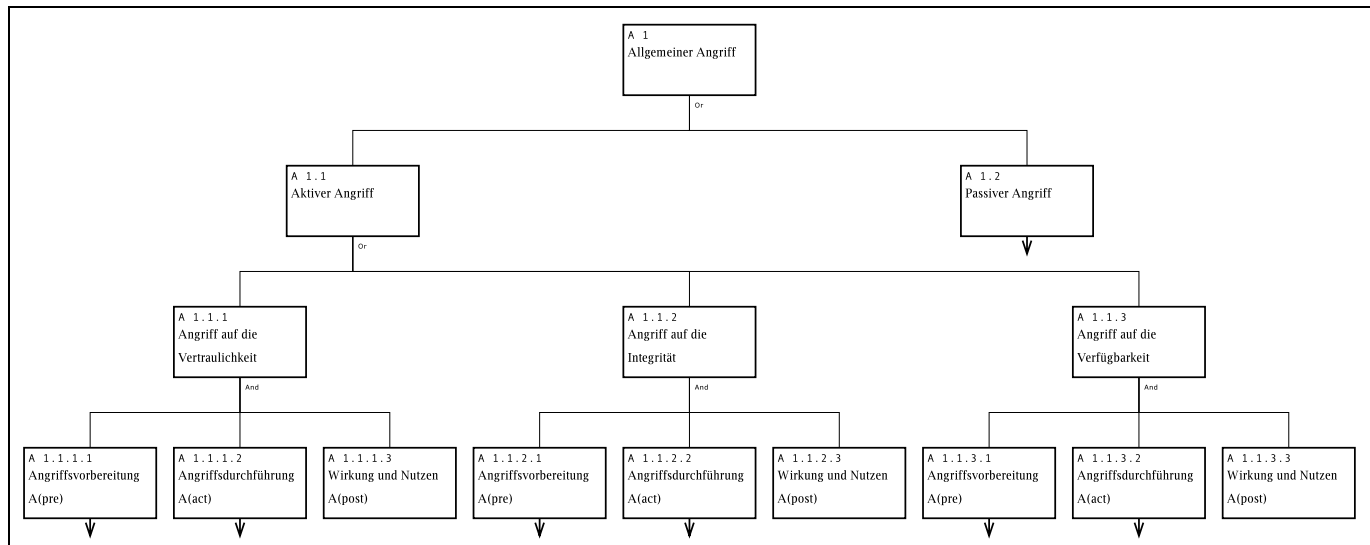 A 1
Allgemeiner Angriff
Or
A 1.1
Aktiver Angriff
A 1.2
Passiver Angriff
Or
A 1.1.1
Angriff auf die
Vertraulichkeit
A 1.1.2
Angriff auf die
Integrität
A 1.1.3
Angriff auf die
Verfügbarkeit
And
And
And
A 1.1.1.1
Angriffsvorbereitung
A(pre)
A 1.1.1.2
Angriffsdurchführung
A(act)
A 1.1.1.3
Wirkung und Nutzen
A(post)
A 1.1.2.1
Angriffsvorbereitung
A(pre)
A 1.1.2.2
Angriffsdurchführung
A(act)
A 1.1.2.3
Wirkung und Nutzen
A(post)
A 1.1.3.1
Angriffsvorbereitung
A(pre)
A 1.1.3.2
Angriffsdurchführung
A(act)
A 1.1.3.3
Wirkung und Nutzen
A(post)